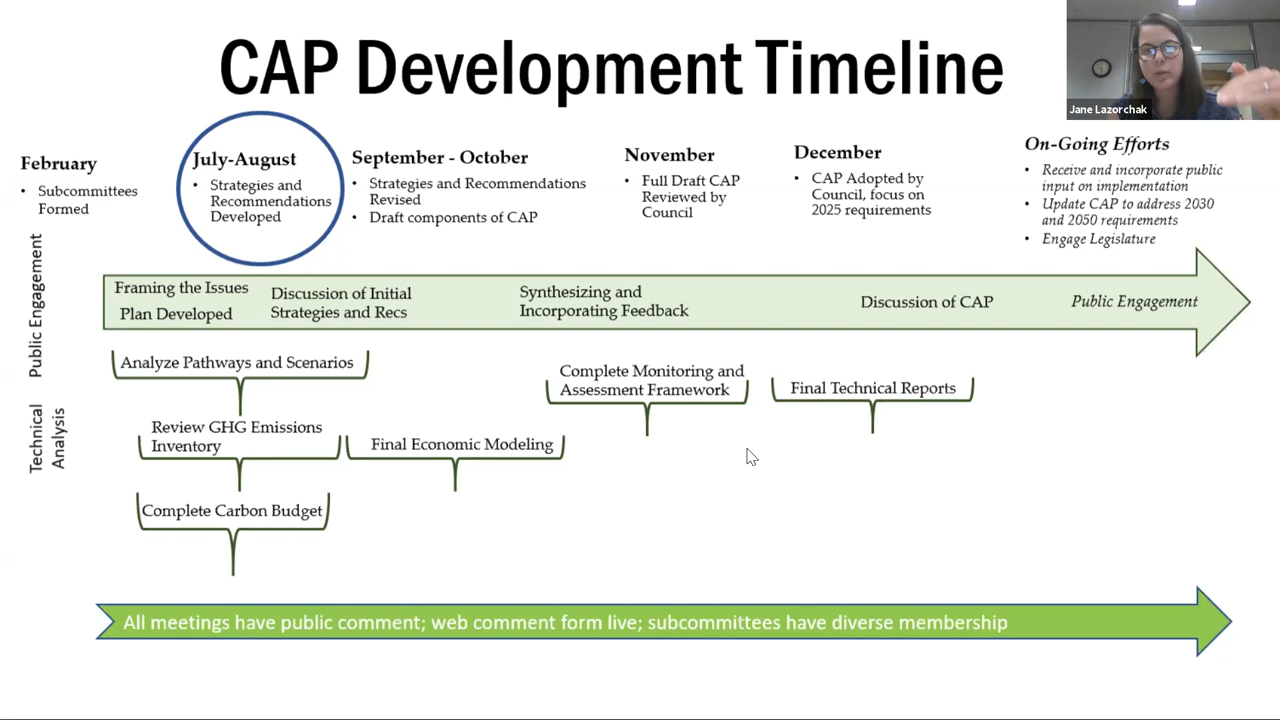 CAP Development Timeline
Jane Lazorchak
February
• Subcommittees
Formed
July-August
• Strategies and
Recommendations
Developed
September - October
• Strategies and Recommendations
Revised
• Draft components of CAP
November
• Full Draft CAP
Reviewed by
Council
December
• CAP Adopted by
Council, focus on
2025 requirements
On-Going Efforts
• Receive and incorporate public
input on implementation
• Update CAP to address 2030
and 2050 requirements
• Engage Legislature
Public Engagement
Framing the Issues
Plan Developed
Discussion of Initial
Strategies and Recs
Synthesizing and
Incorporating Feedback
Discussion of CAP
Public Engagement
Technical
Analysis
Analyze Pathways and Scenarios
Complete Monitoring and
Assessment Framework
Final Technical Reports
Review GHG Emissions
Inventory
Final Economic Modeling
Complete Carbon Budget
All meetings have public comment; web comment form live; subcommittees have diverse membership